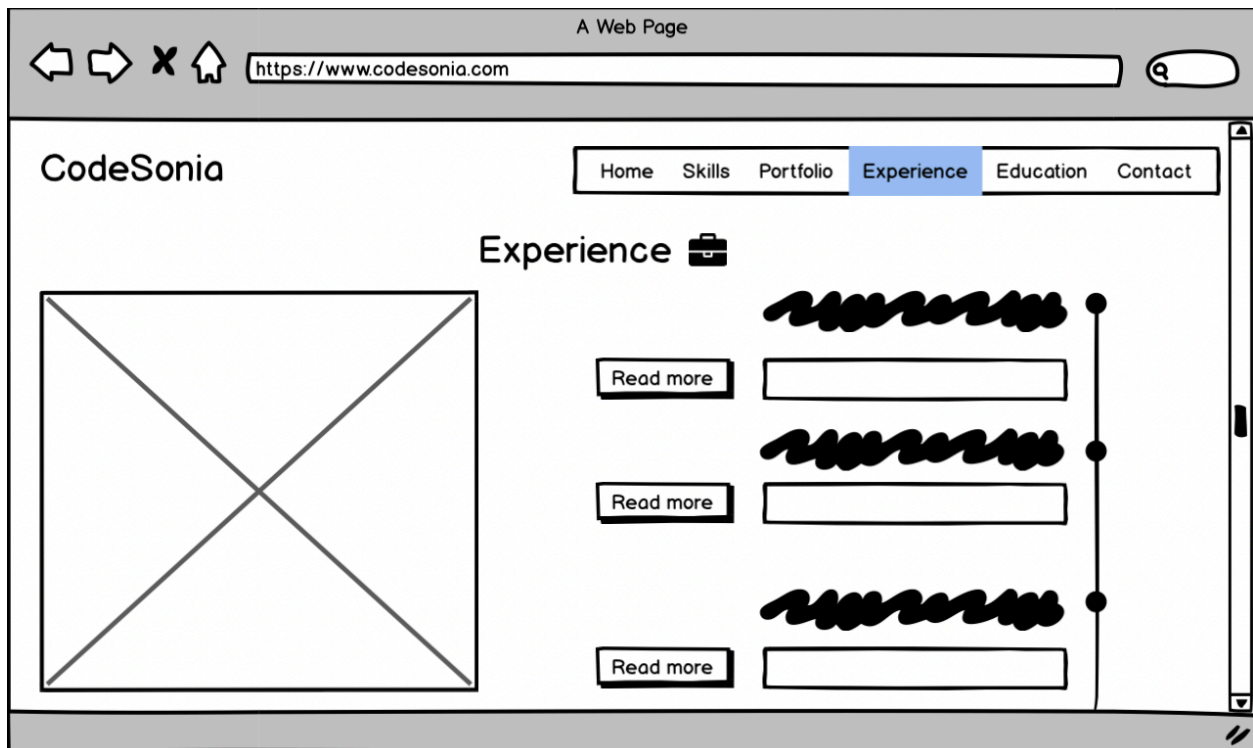 A Web Page
https://www.codesonia.com
CodeSonia
Home Skills Portfolio Experience Education Contact
Experience
Read more
Read more
Read more